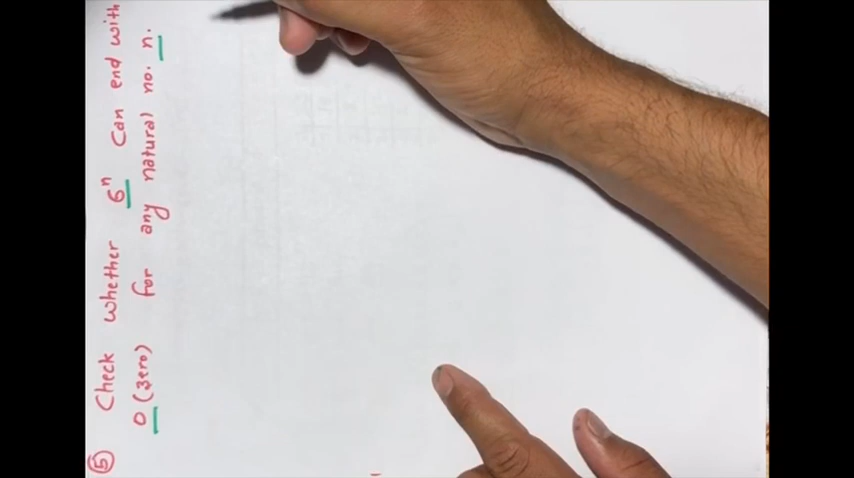 ⑤ Check whether 6ⁿ can end with
0 (zero) for any natural no. n.